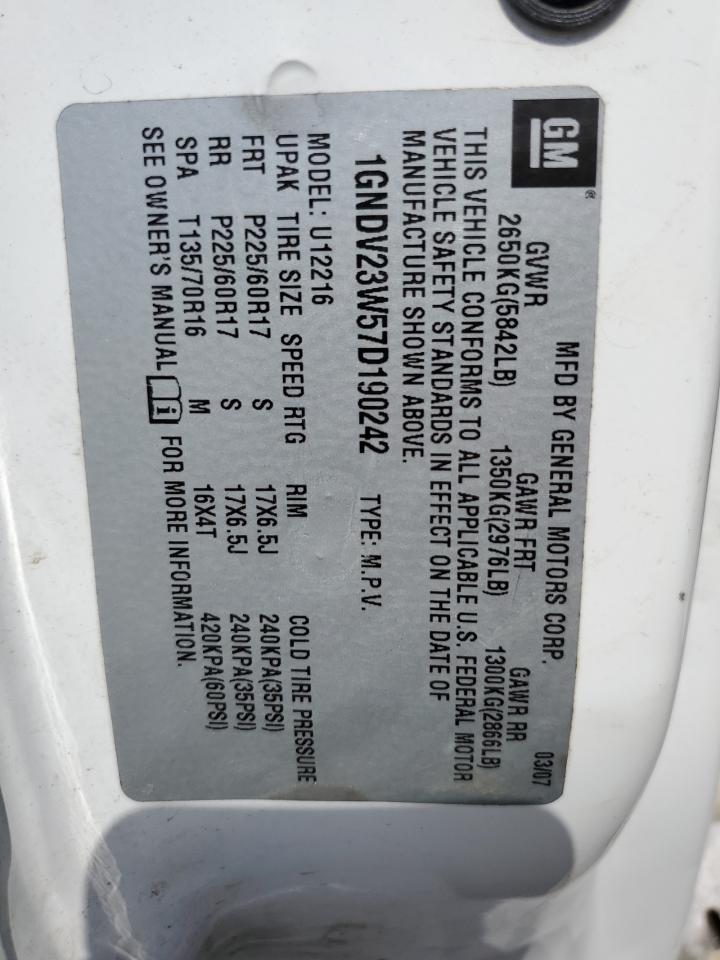 GM®
MFD BY GENERAL MOTORS CORP. 03/07
GVWR GAWR FRT GAWR RR
2650KG(5842LB) 1350KG(2976LB) 1300KG(2866LB)
THIS VEHICLE CONFORMS TO ALL APPLICABLE U.S. FEDERAL MOTOR
VEHICLE SAFETY STANDARDS IN EFFECT ON THE DATE OF
MANUFACTURE SHOWN ABOVE.
1GNDV23W57D190242 TYPE: M.P.V.
MODEL: U12216
UPAK TIRE SIZE SPEED RTG RIM COLD TIRE PRESSURE
FRT P225/60R17 S 17X6.5J 240KPA(35PSI)
RR P225/60R17 S 17X6.5J 240KPA(35PSI)
SPA T135/70R16 M 16X4T 420KPA(60PSI)
SEE OWNER'S MANUAL FOR MORE INFORMATION.